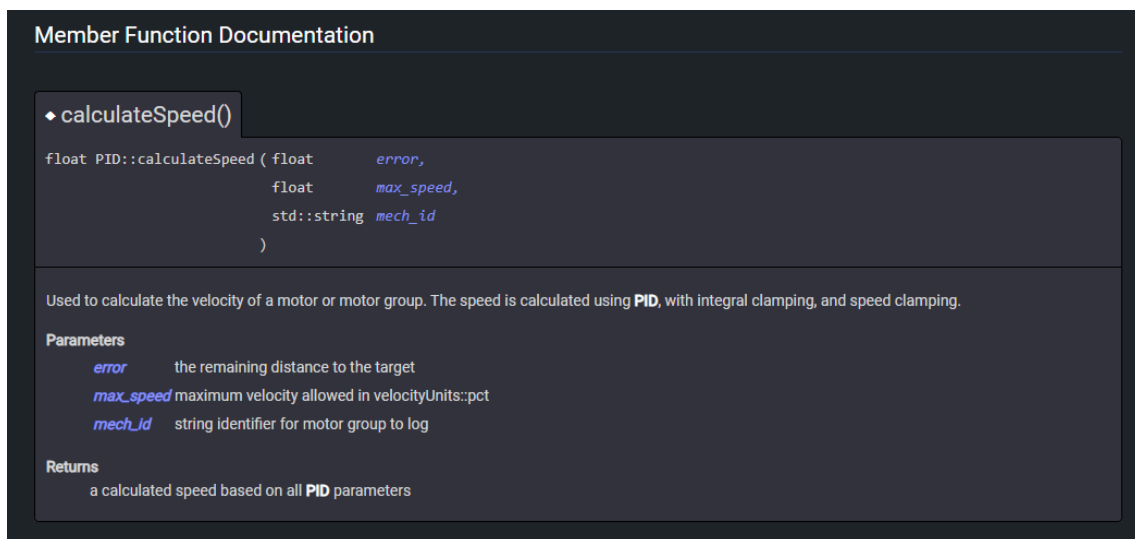 Member Function Documentation
◆ calculateSpeed()
float PID::calculateSpeed ( float error,
float max_speed,
std::string mech_id
)
Used to calculate the velocity of a motor or motor group. The speed is calculated using PID, with integral clamping, and speed clamping.
Parameters
error the remaining distance to the target
max_speed maximum velocity allowed in velocityUnits::pct
mech_id string identifier for motor group to log
Returns
a calculated speed based on all PID parameters